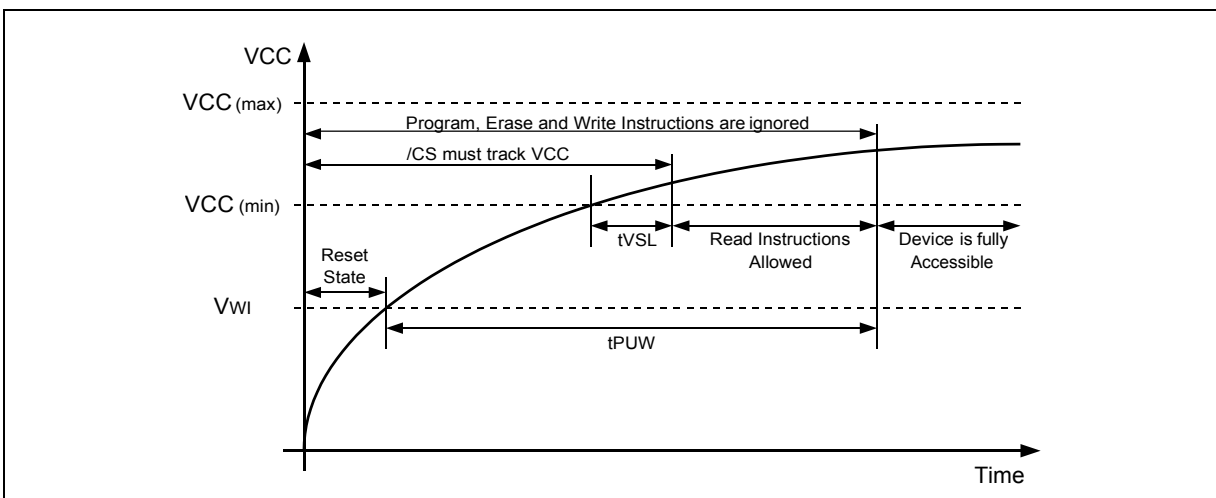 VCC
VCC (max)
Program, Erase and Write Instructions are ignored
/CS must track VCC
VCC (min)
tVSL
Read Instructions
Allowed
Device is fully
Accessible
Reset
State
VWI
tPUW
Time